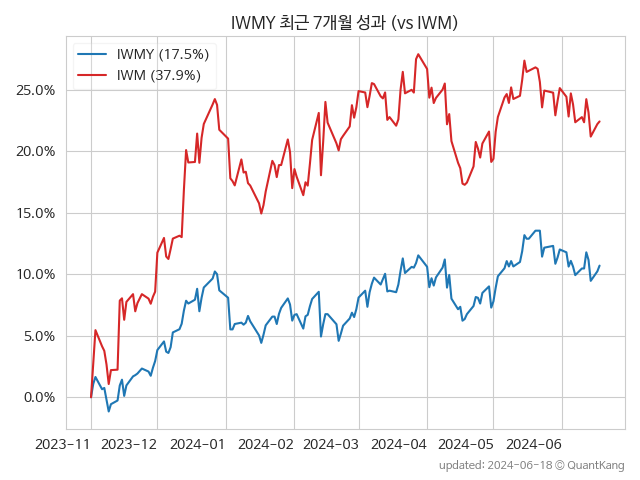 IWMY 최근 7개월 성과 (vs IWM)
IWMY (17.5%)
IWM (37.9%)
25.0%
20.0%
15.0%
10.0%
5.0%
0.0%
2023-11 2023-12 2024-01 2024-02 2024-03 2024-04 2024-05 2024-06
updated: 2024-06-18 © QuantKang